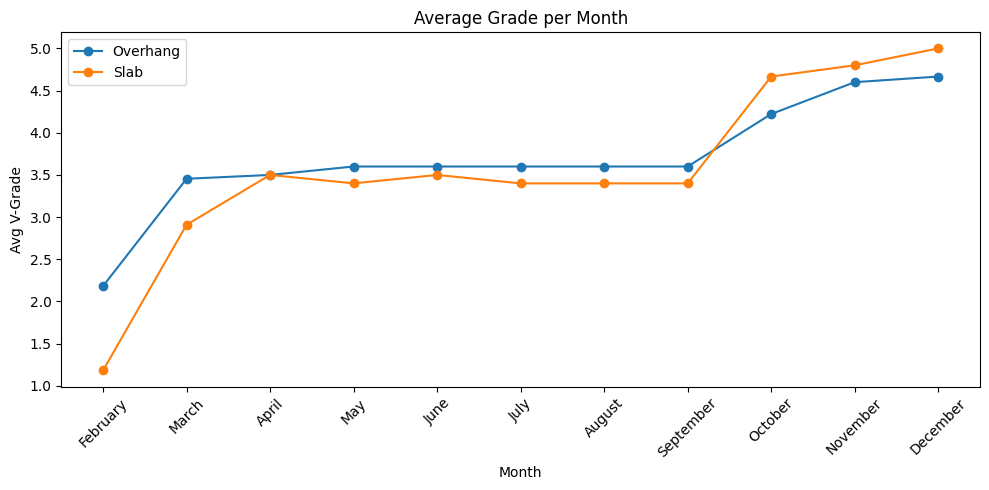 Average Grade per Month
Overhang
Slab
Avg V-Grade
5.0
4.5
4.0
3.5
3.0
2.5
2.0
1.5
1.0
February
March
April
May
June
July
August
September
October
November
December
Month